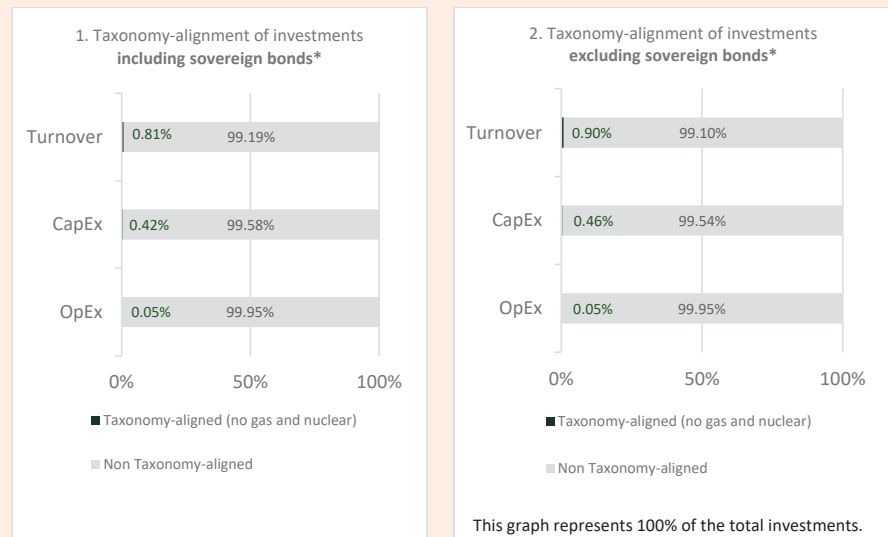 1. Taxonomy-alignment of investments
including sovereign bonds*
Turnover
0.81%
99.19%
CapEx
0.42%
99.58%
OpEx
0.05%
99.95%
0%
50%
100%
Taxonomy-aligned (no gas and nuclear)
Non Taxonomy-aligned
2. Taxonomy-alignment of investments
excluding sovereign bonds*
Turnover
0.90%
99.10%
CapEx
0.46%
99.54%
OpEx
0.05%
99.95%
0%
50%
100%
Taxonomy-aligned (no gas and nuclear)
Non Taxonomy-aligned
This graph represents 100% of the total investments.